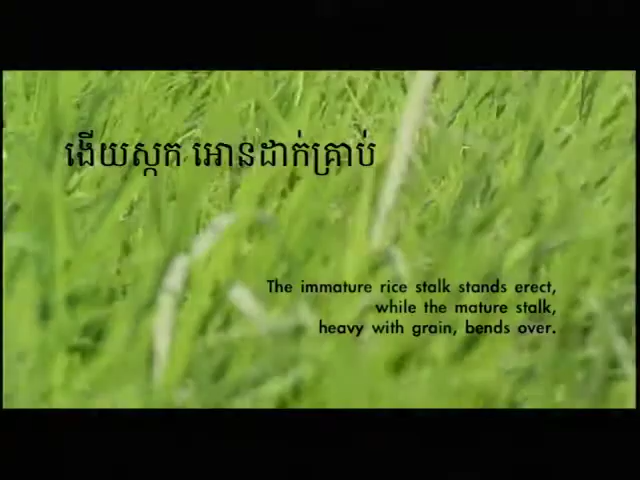 ងើយស្កក អោនដាក់គ្រាប់
The immature rice stalk stands erect,
while the mature stalk,
heavy with grain, bends over.